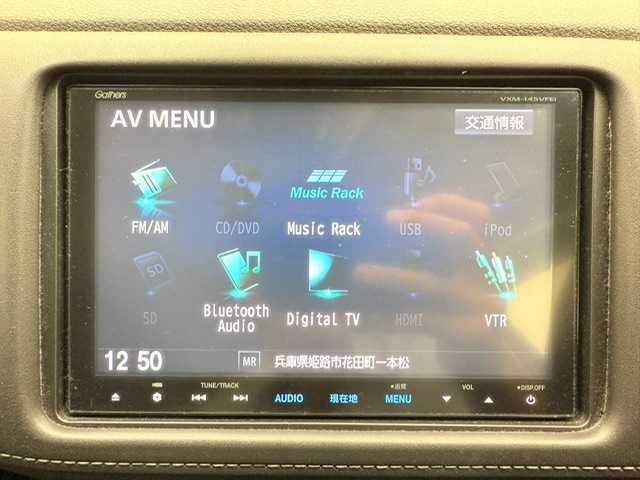 Gathers
VXM-145VFEi
AV MENU
交通情報
Music Rack
FM/AM
CD/DVD
Music Rack
USB
iPod
SD
SD
Bluetooth
Audio
Digital TV
HDMI
VTR
12 50
MR
兵庫県姫路市花田町一本松
TUNE/TRACK
VOL
DISP.OFF
AUDIO
現在地
MENU